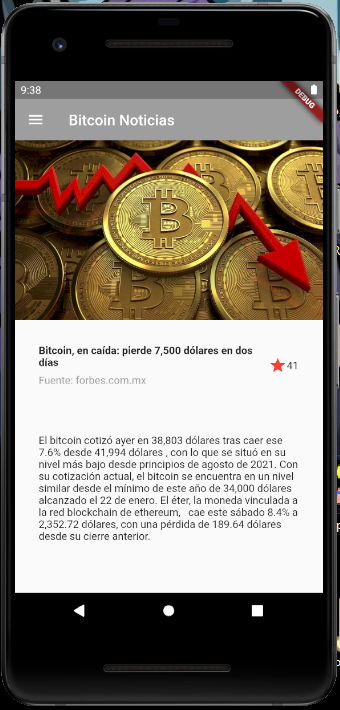 9:38
DEBUG
Bitcoin Noticias
Bitcoin, en caída: pierde 7,500 dólares en dos
días
41
Fuente: forbes.com.mx
El bitcoin cotizó ayer en 38,803 dólares tras caer ese
7.6% desde 41,994 dólares , con lo que se situó en su
nivel más bajo desde principios de agosto de 2021. Con
su cotización actual, el bitcoin se encuentra en un nivel
similar desde el mínimo de este año de 34,000 dólares
alcanzado el 22 de enero. El éter, la moneda vinculada a
la red blockchain de ethereum,   cae este sábado 8.4% a
2,352.72 dólares, con una pérdida de 189.64 dólares
desde su cierre anterior.